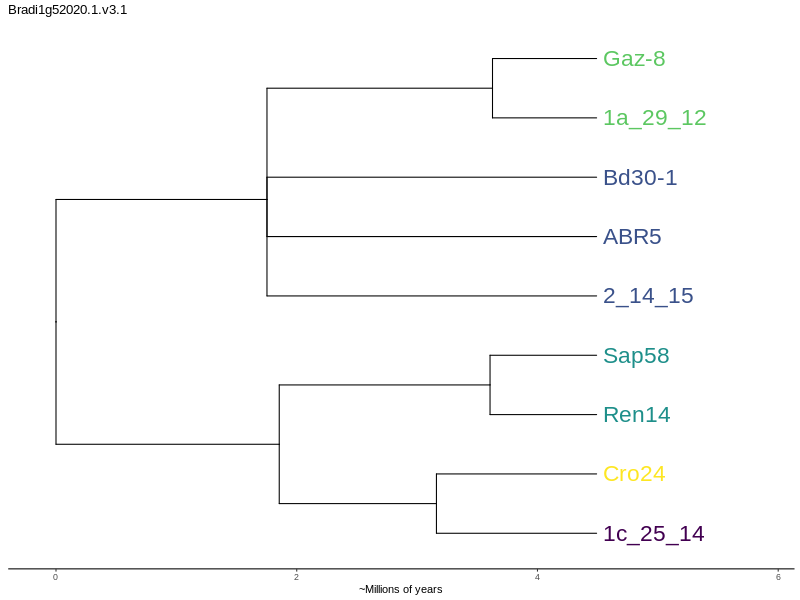 Bradi1g52020.1.v3.1
Gaz-8
1a_29_12
Bd30-1
ABR5
2_14_15
Sap58
Ren14
Cro24
1c_25_14
0 2 4 6
~Millions of years